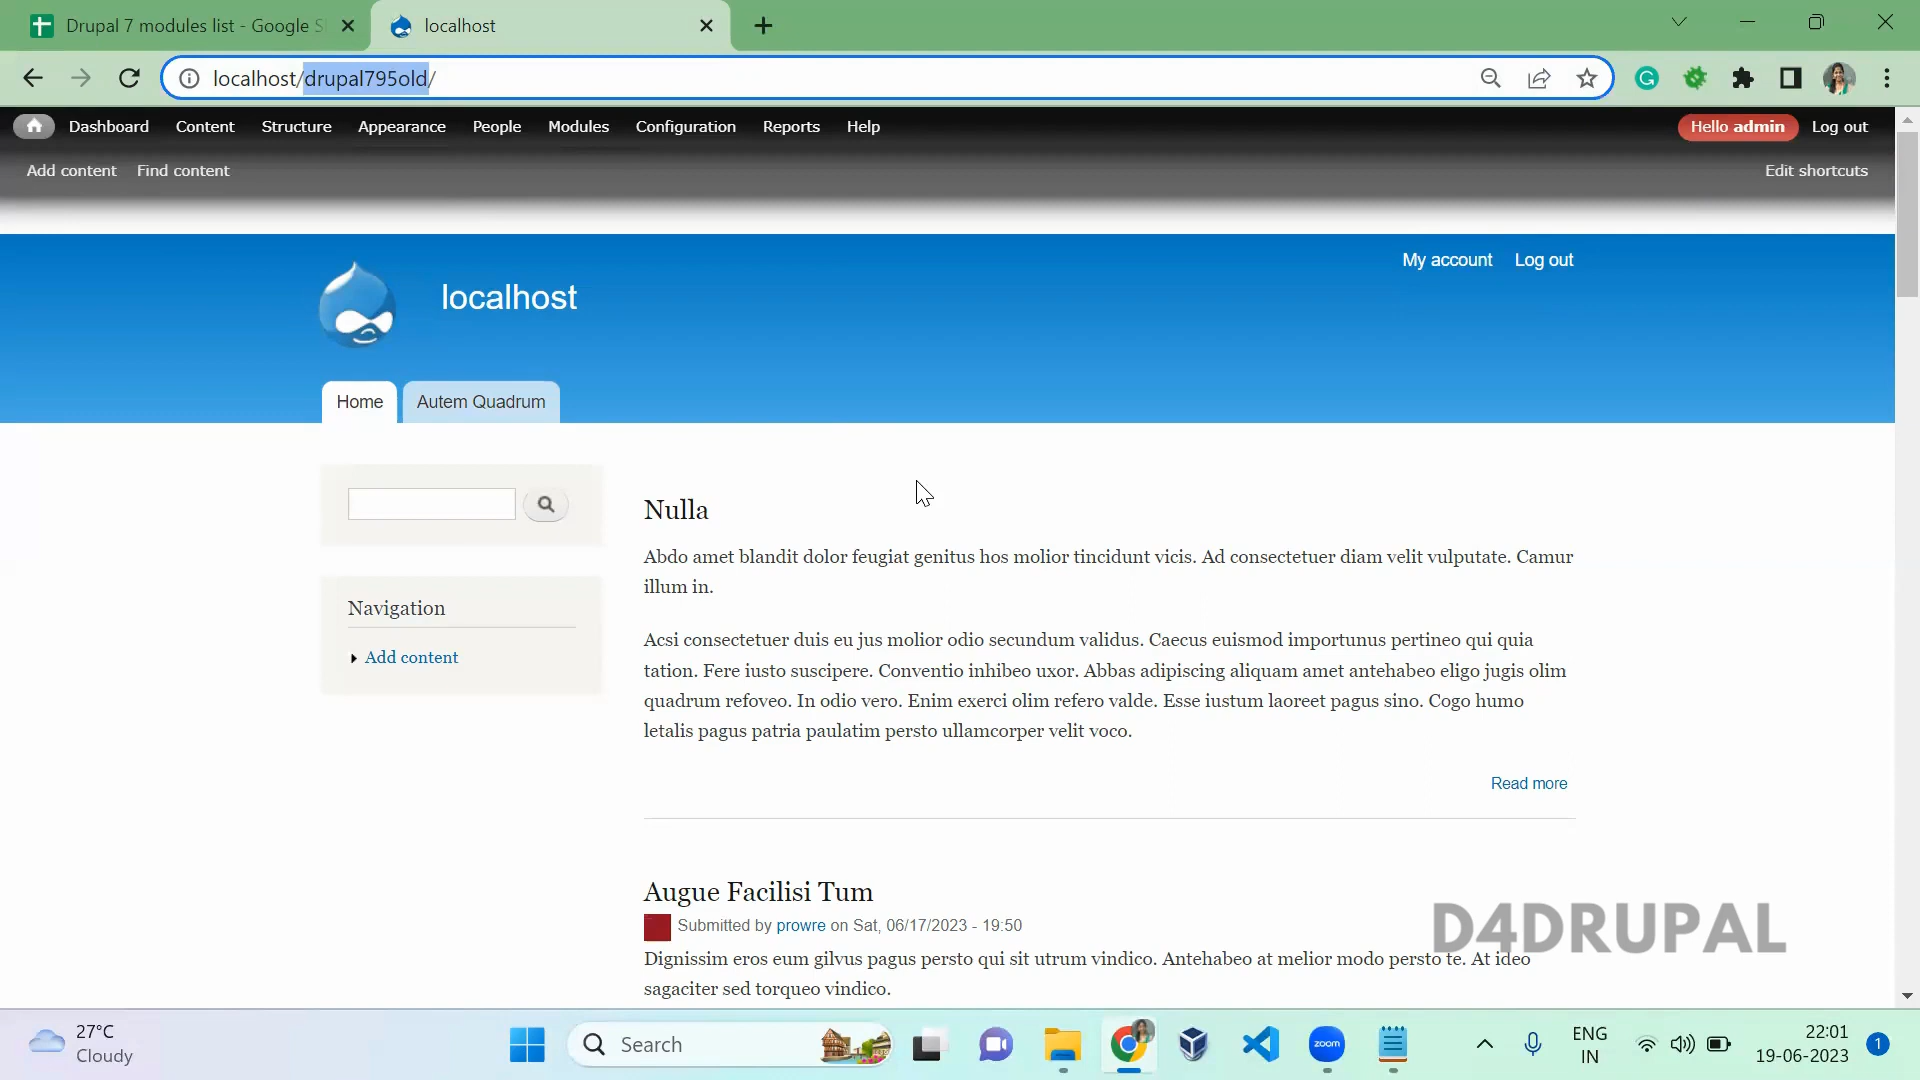 Drupal 7 modules list - Google S
localhost
localhost/drupal795old/
Dashboard Content Structure Appearance People Modules Configuration Reports Help Hello admin Log out
Add content Find content Edit shortcuts
My account Log out
localhost
Home Autem Quadrum
Nulla
Abdo amet blandit dolor feugiat genitus hos molior tincidunt vicis. Ad consectetuer diam velit vulputate. Camur
illum in.
Navigation
Add content
Acsi consectetuer duis eu jus molior odio secundum validus. Caecus euismod importunus pertineo qui quia
tation. Fere iusto suscipere. Conventio inhibeo uxor. Abbas adipiscing aliquam amet antehabeo eligo jugis olim
quadrum refoveo. In odio vero. Enim exerci olim refero valde. Esse iustum laoreet pagus sino. Cogo humo
letalis pagus patria paulatim persto ullamcorper velit voco.
Read more
Augue Facilisi Tum
Submitted by prowre on Sat, 06/17/2023 - 19:50
Dignissim eros eum gilvus pagus persto qui sit utrum vindico. Antehabeo at melior modo persto te. At ideo
sagaciter sed torqueo vindico.
D4DRUPAL
27°C
Cloudy
Search
zoom
ENG
IN
22:01
19-06-2023
1